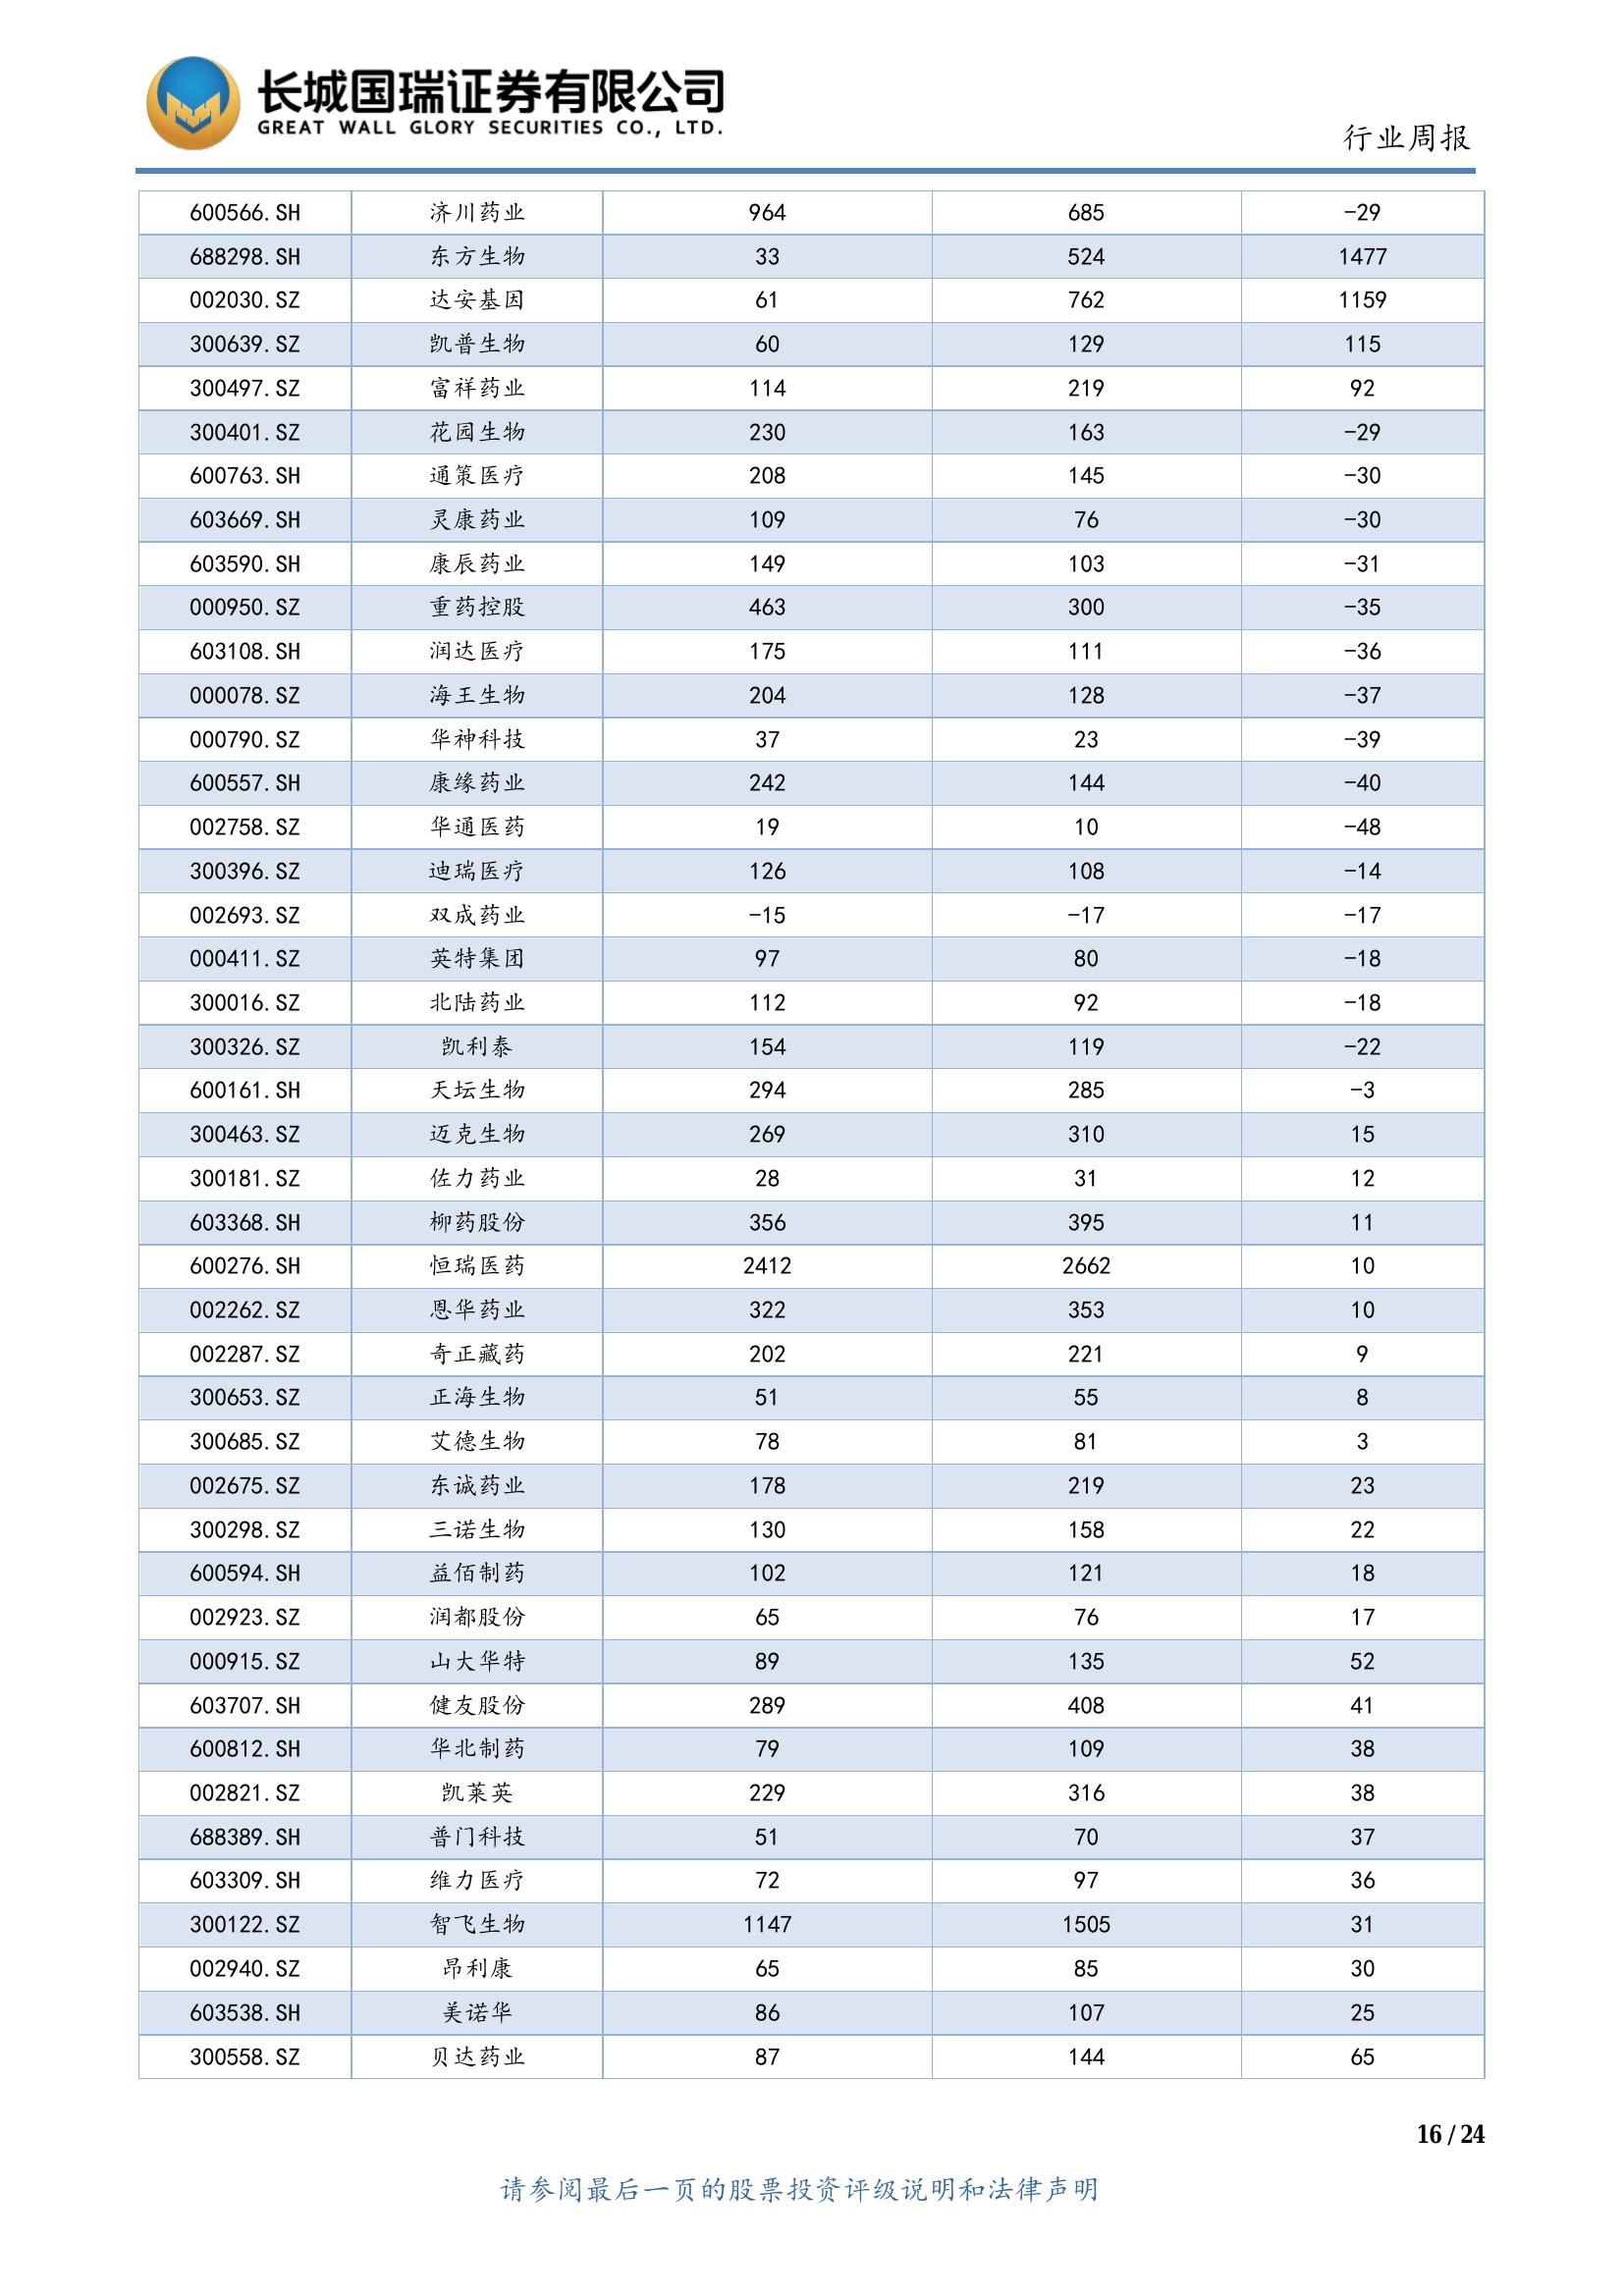 长城国瑞证券有限公司
GREAT WALL GLORY SECURITIES CO., LTD.
行业周报
600566.SH 济川药业 964 685 -29
688298.SH 东方生物 33 524 1477
002030.SZ 达安基因 61 762 1159
300639.SZ 凯普生物 60 129 115
300497.SZ 富祥药业 114 219 92
300401.SZ 花园生物 230 163 -29
600763.SH 通策医疗 208 145 -30
603669.SH 灵康药业 109 76 -30
603590.SH 康辰药业 149 103 -31
000950.SZ 重药控股 463 300 -35
603108.SH 润达医疗 175 111 -36
000078.SZ 海王生物 204 128 -37
000790.SZ 华神科技 37 23 -39
600557.SH 康缘药业 242 144 -40
002758.SZ 华通医药 19 10 -48
300396.SZ 迪瑞医疗 126 108 -14
002693.SZ 双成药业 -15 -17 -17
000411.SZ 英特集团 97 80 -18
300016.SZ 北陆药业 112 92 -18
300326.SZ 凯利泰 154 119 -22
600161.SH 天坛生物 294 285 -3
300463.SZ 迈克生物 269 310 15
300181.SZ 佐力药业 28 31 12
603368.SH 柳药股份 356 395 11
600276.SH 恒瑞医药 2412 2662 10
002262.SZ 恩华药业 322 353 10
002287.SZ 奇正藏药 202 221 9
300653.SZ 正海生物 51 55 8
300685.SZ 艾德生物 78 81 3
002675.SZ 东诚药业 178 219 23
300298.SZ 三诺生物 130 158 22
600594.SH 益佰制药 102 121 18
002923.SZ 润都股份 65 76 17
000915.SZ 山大华特 89 135 52
603707.SH 健友股份 289 408 41
600812.SH 华北制药 79 109 38
002821.SZ 凯莱英 229 316 38
688389.SH 普门科技 51 70 37
603309.SH 维力医疗 72 97 36
300122.SZ 智飞生物 1147 1505 31
002940.SZ 昂利康 65 85 30
603538.SH 美诺华 86 107 25
300558.SZ 贝达药业 87 144 65
16 / 24
请参阅最后一页的股票投资评级说明和法律声明